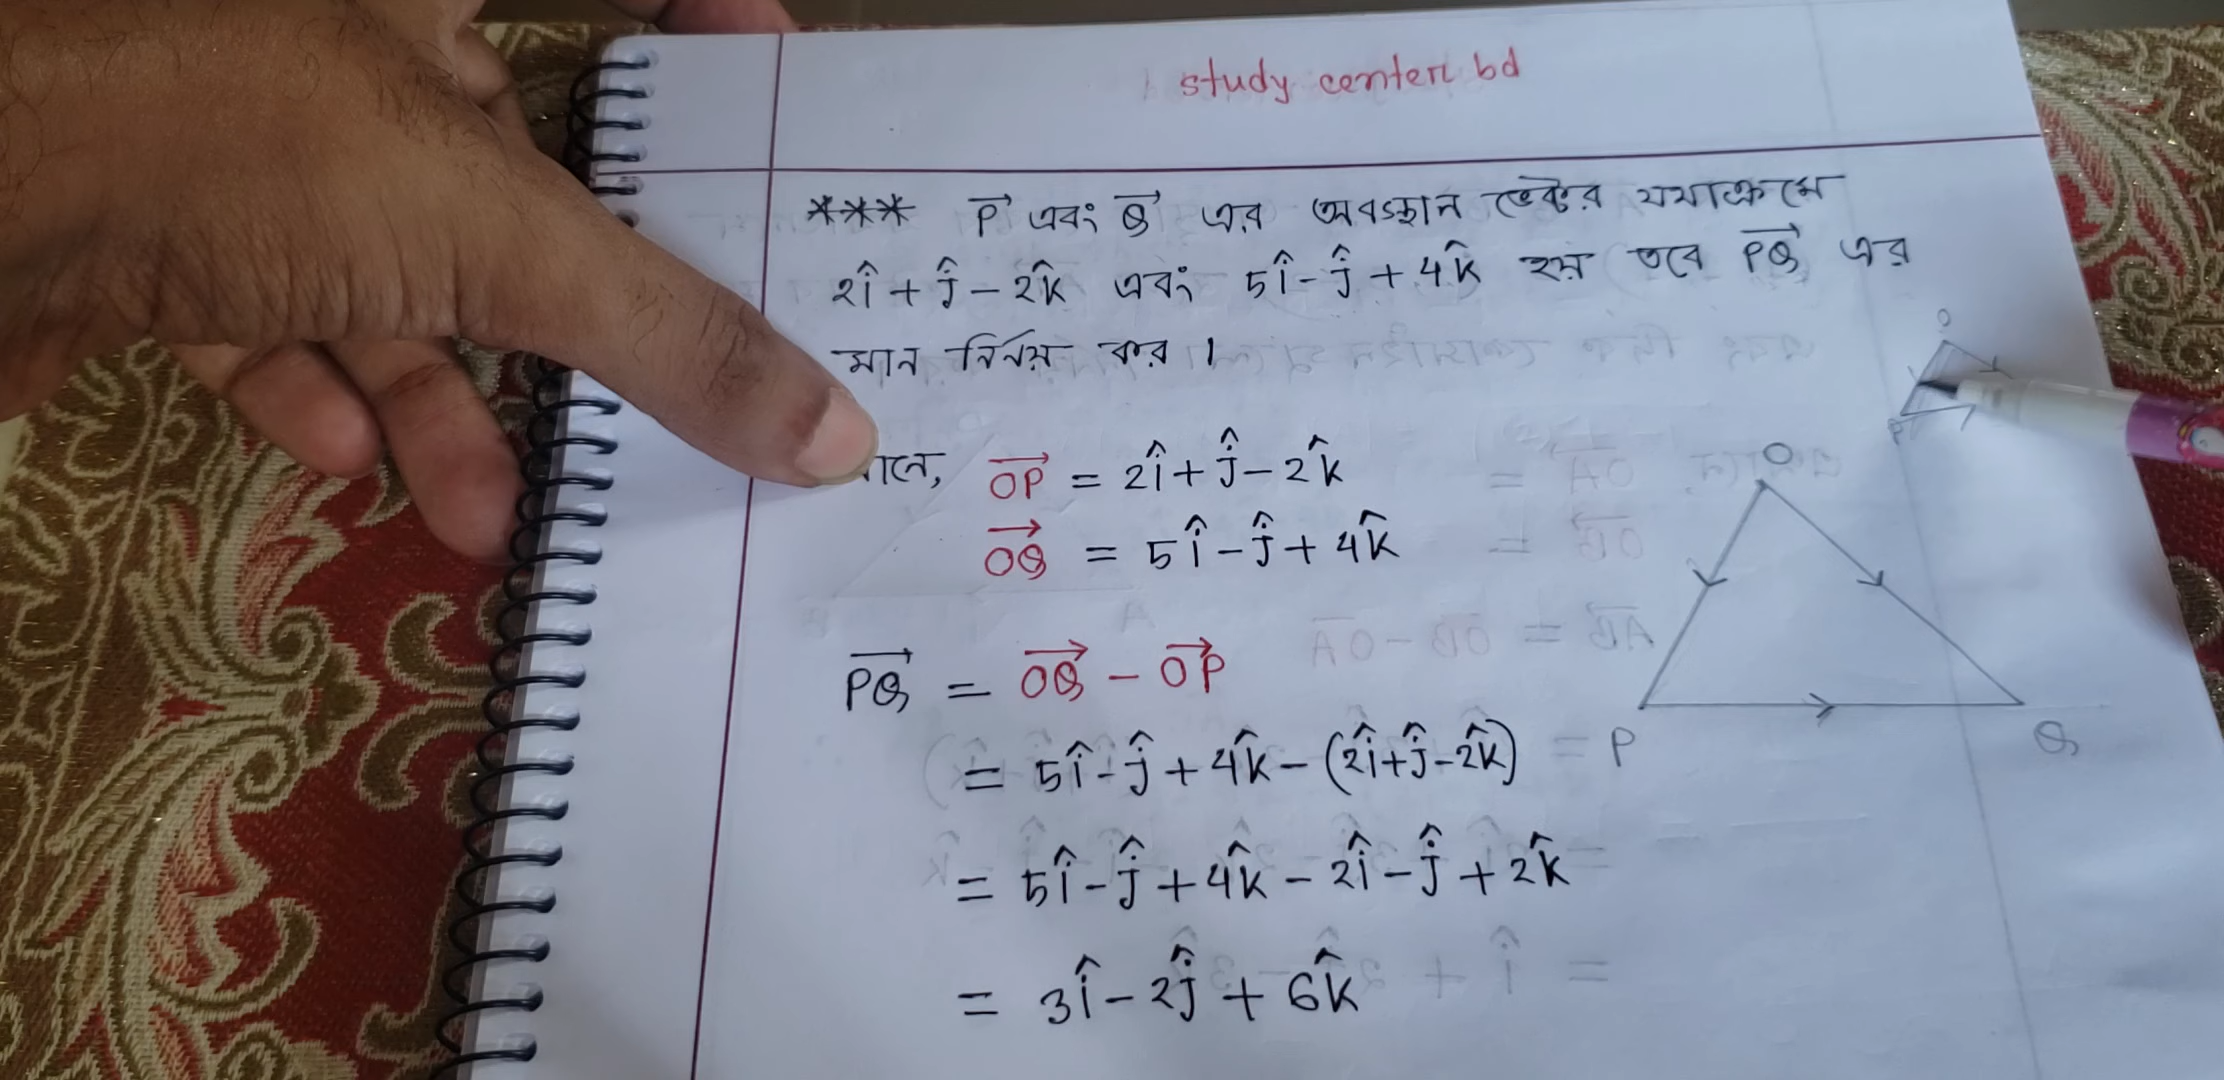 study center bd
*** P⃗ এবং Q⃗ এর অবস্থান ভেক্টর যথাক্রমে
2î + ĵ - 2k̂ এবং 5î - ĵ + 4k̂ হয় তবে P͞Q⃗ এর
মান নির্নয় কর।
OP⃗ = 2î + ĵ - 2k̂
OQ⃗ = 5î - ĵ + 4k̂
PQ⃗ = OQ⃗ - OP⃗
= 5î - ĵ + 4k̂ - (2î + ĵ - 2k̂)
= 5î - ĵ + 4k̂ - 2î - ĵ + 2k̂
= 3î - 2ĵ + 6k̂
O
P
O
P
Q